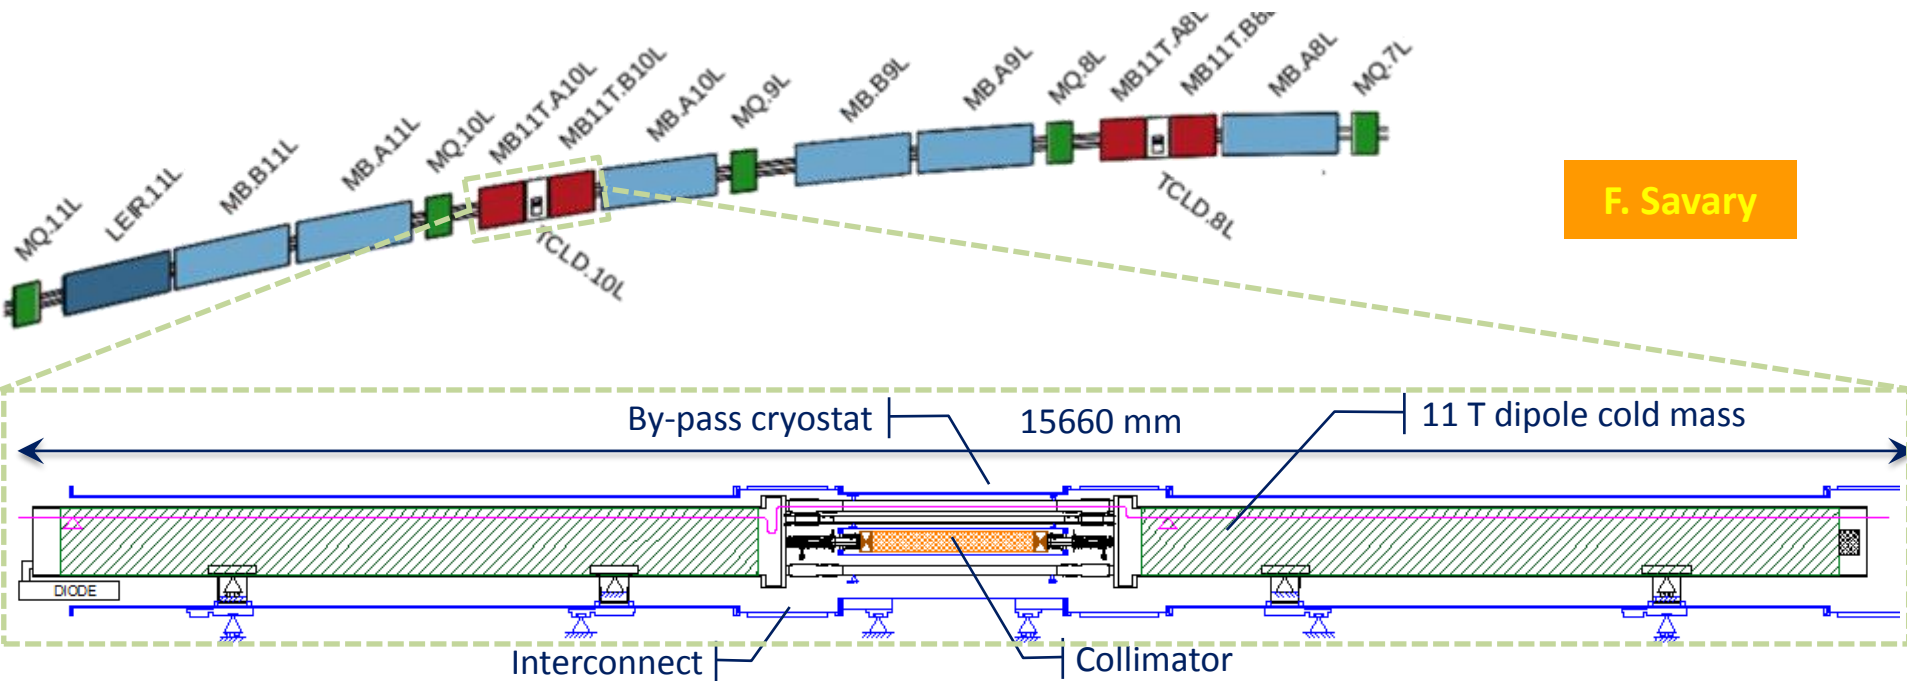 MQ.11L
LEIR.11L
MB.B11L
MB.A11L
MQ.10L
MB11T.A10L
MB11T.B10L
MB.A10L
MQ.9L
MB.B9L
MB.A9L
MQ.8L
MB11T.A8L
MB11T.B8L
MB.A8L
MQ.7L
TCLD.10L
TCLD.8L
F. Savary
By-pass cryostat
15660 mm
11 T dipole cold mass
DIODE
Interconnect
Collimator